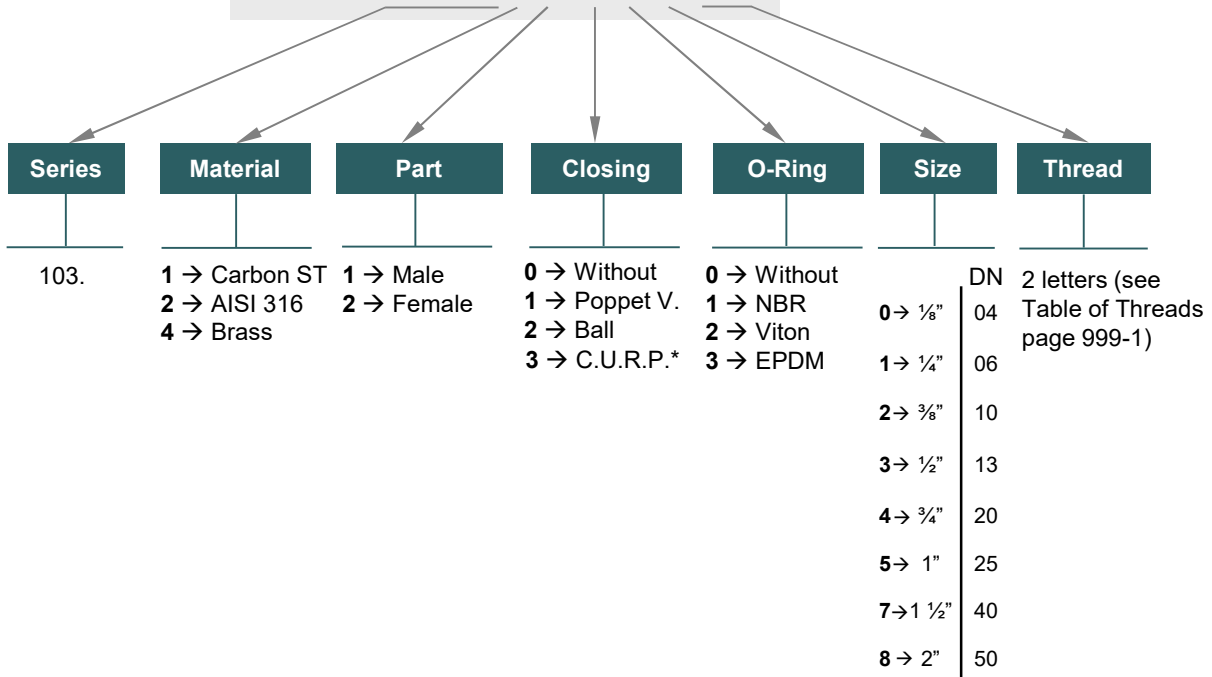 Series
Material
Part
Closing
O-Ring
Size
Thread
103.
1 → Carbon ST
2 → AISI 316
4 → Brass
1 → Male
2 → Female
0 → Without
1 → Poppet V.
2 → Ball
3 → C.U.R.P.*
0 → Without
1 → NBR
2 → Viton
3 → EPDM
DN
0→ ⅛” 04
1→ ¼” 06
2→ ⅜” 10
3→ ½” 13
4→ ¾” 20
5→ 1” 25
7→1 ½” 40
8→ 2” 50
2 letters (see
Table of Threads
page 999-1)